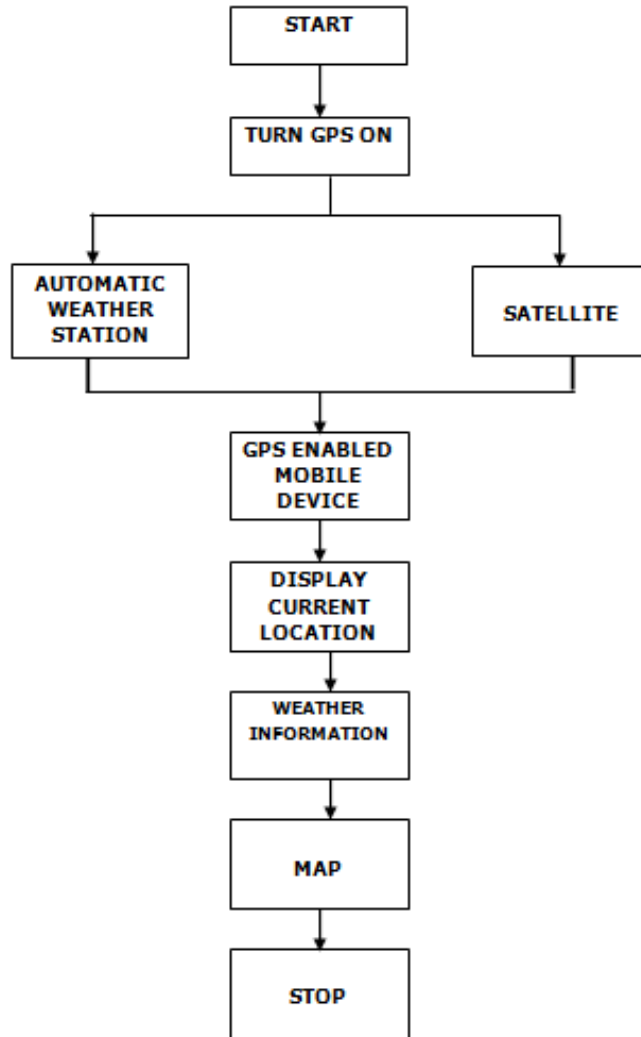 START
TURN GPS ON
AUTOMATIC
WEATHER
STATION
SATELLITE
GPS ENABLED
MOBILE
DEVICE
DISPLAY
CURRENT
LOCATION
WEATHER
INFORMATION
MAP
STOP